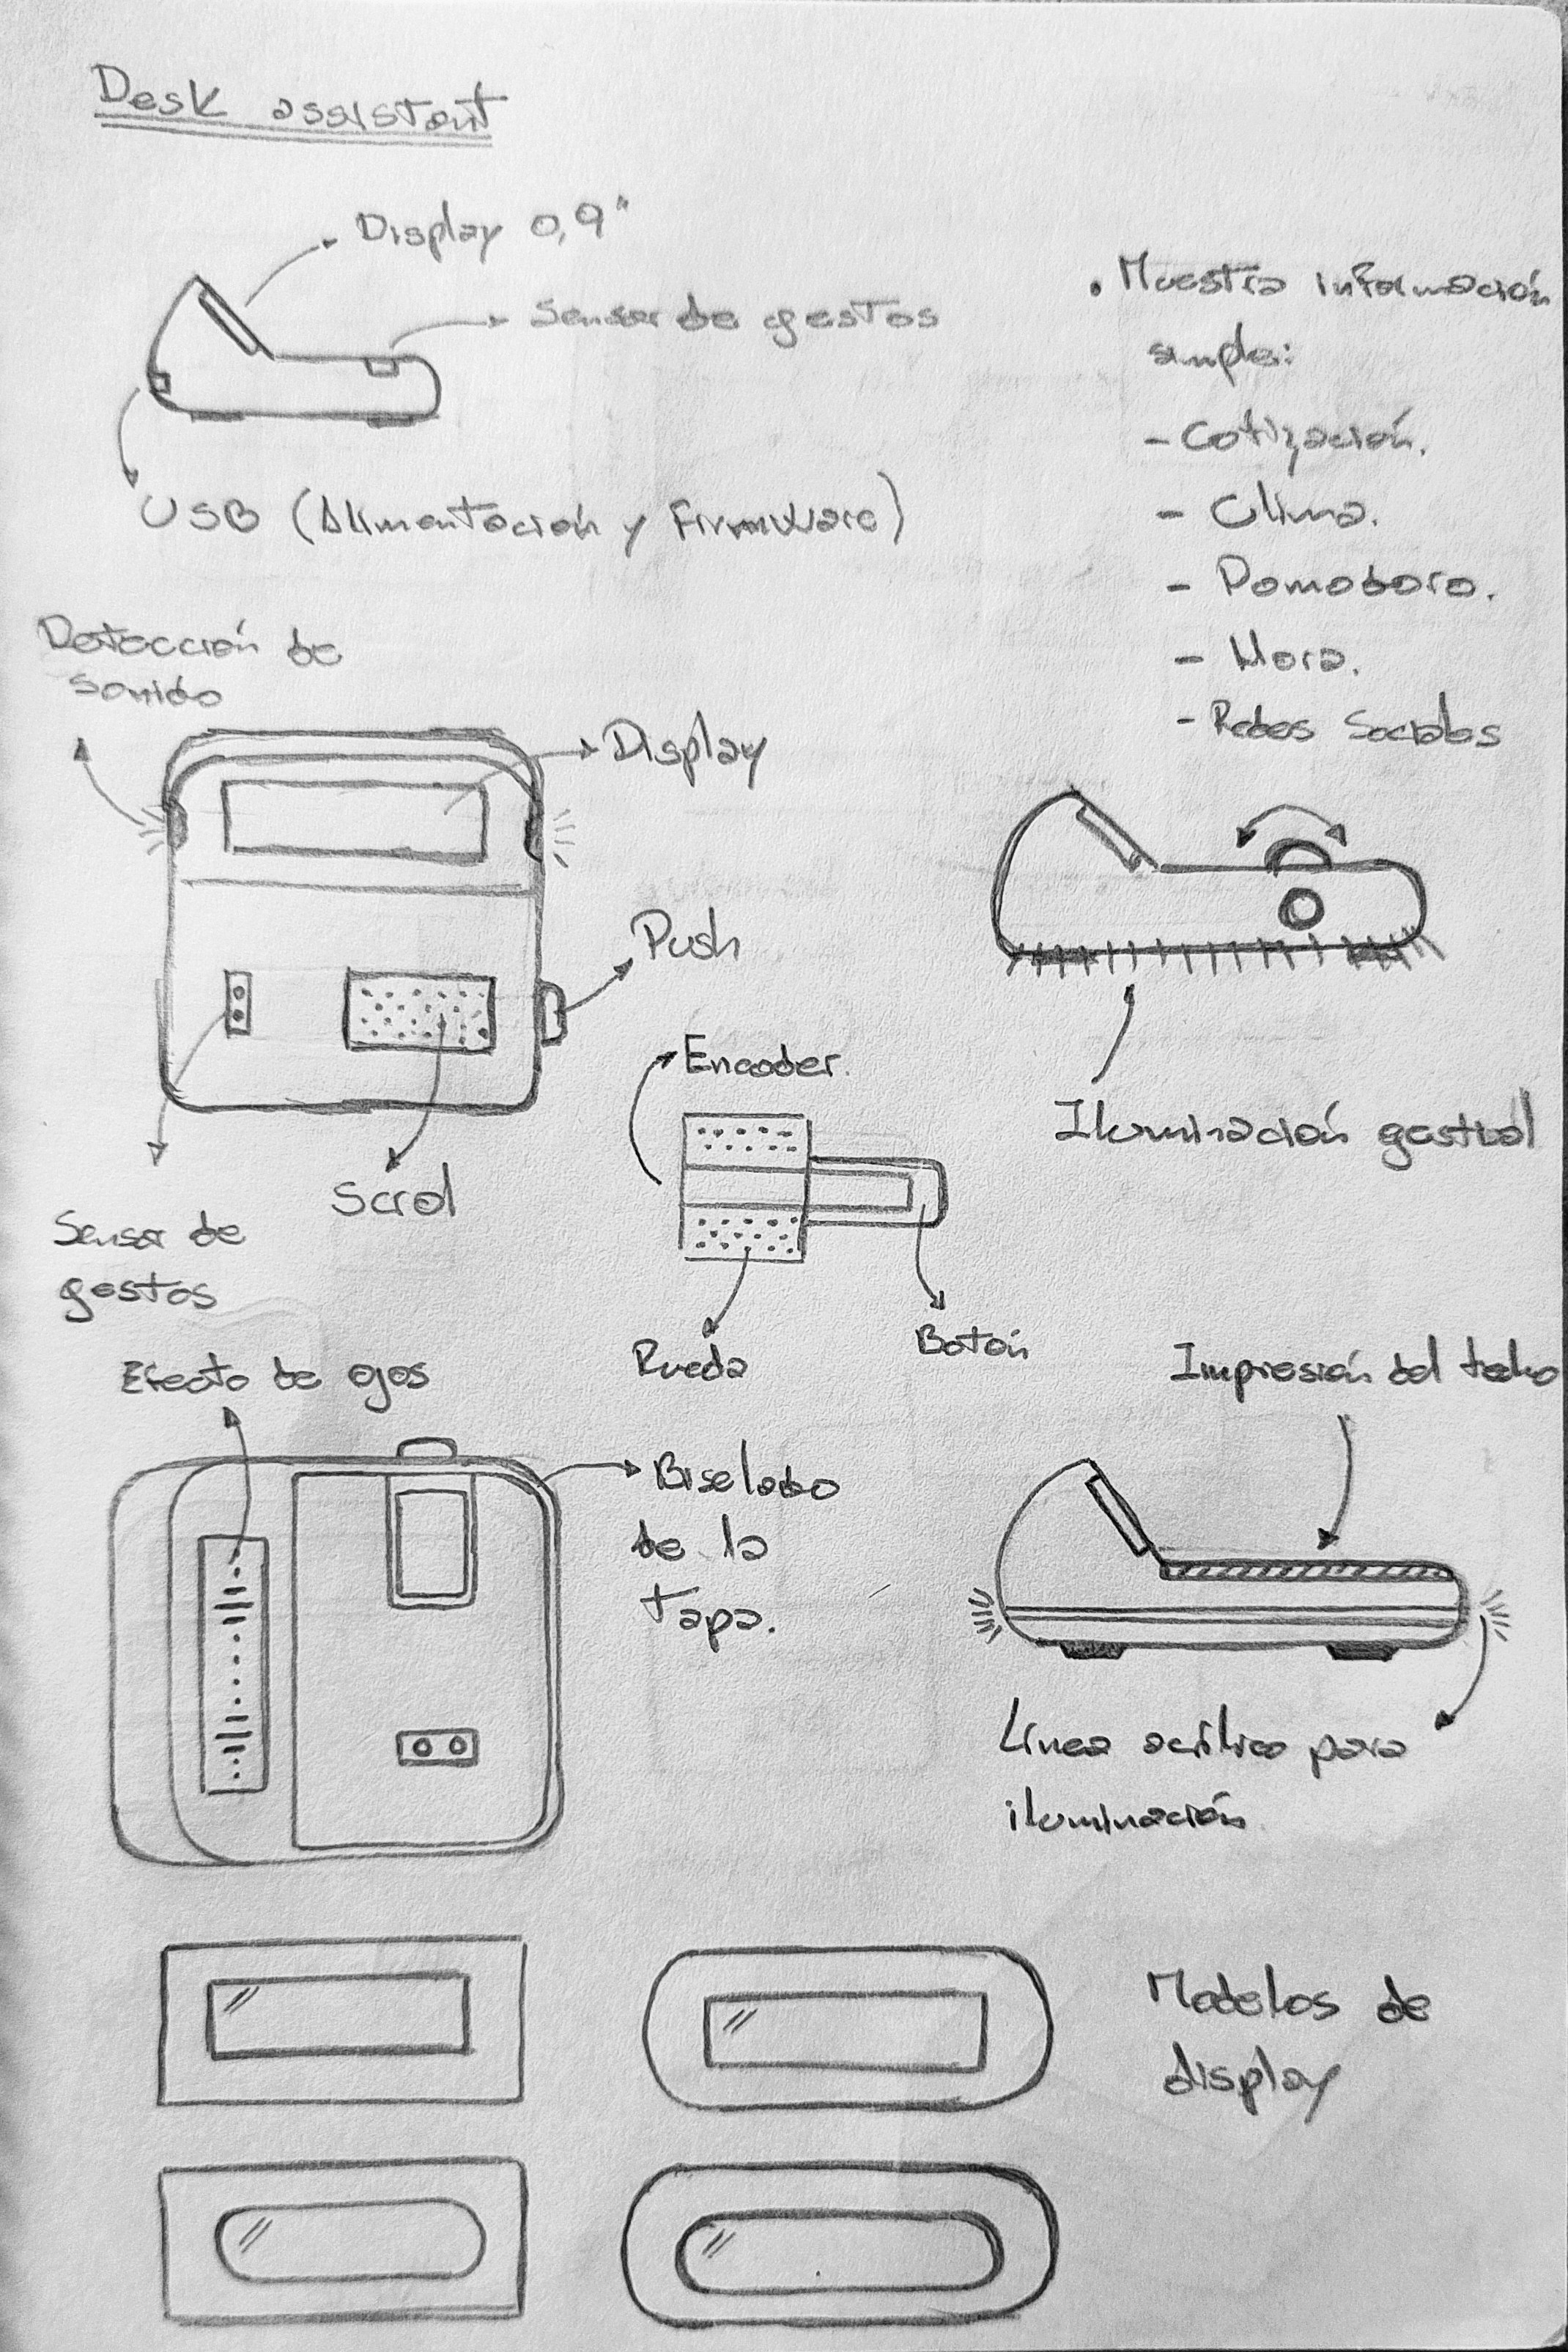 Desk assistant
Display 0,9"
Sensor de gestos
USB (Alimentación y Firmware)
• Muestra información
simple:
- Cotización.
- Clima.
- Pomodoro.
- Hora.
- Redes Sociales
Detección de
sonido
Display
Push
Sensor de
gestos
Scrol
Encoder.
Rueda
Botón
Iluminación gestual
Efecto de ojos
Biselado
de la
tapa.
Impresión del techo
Línea acrílico para
iluminación
Modelos de
display